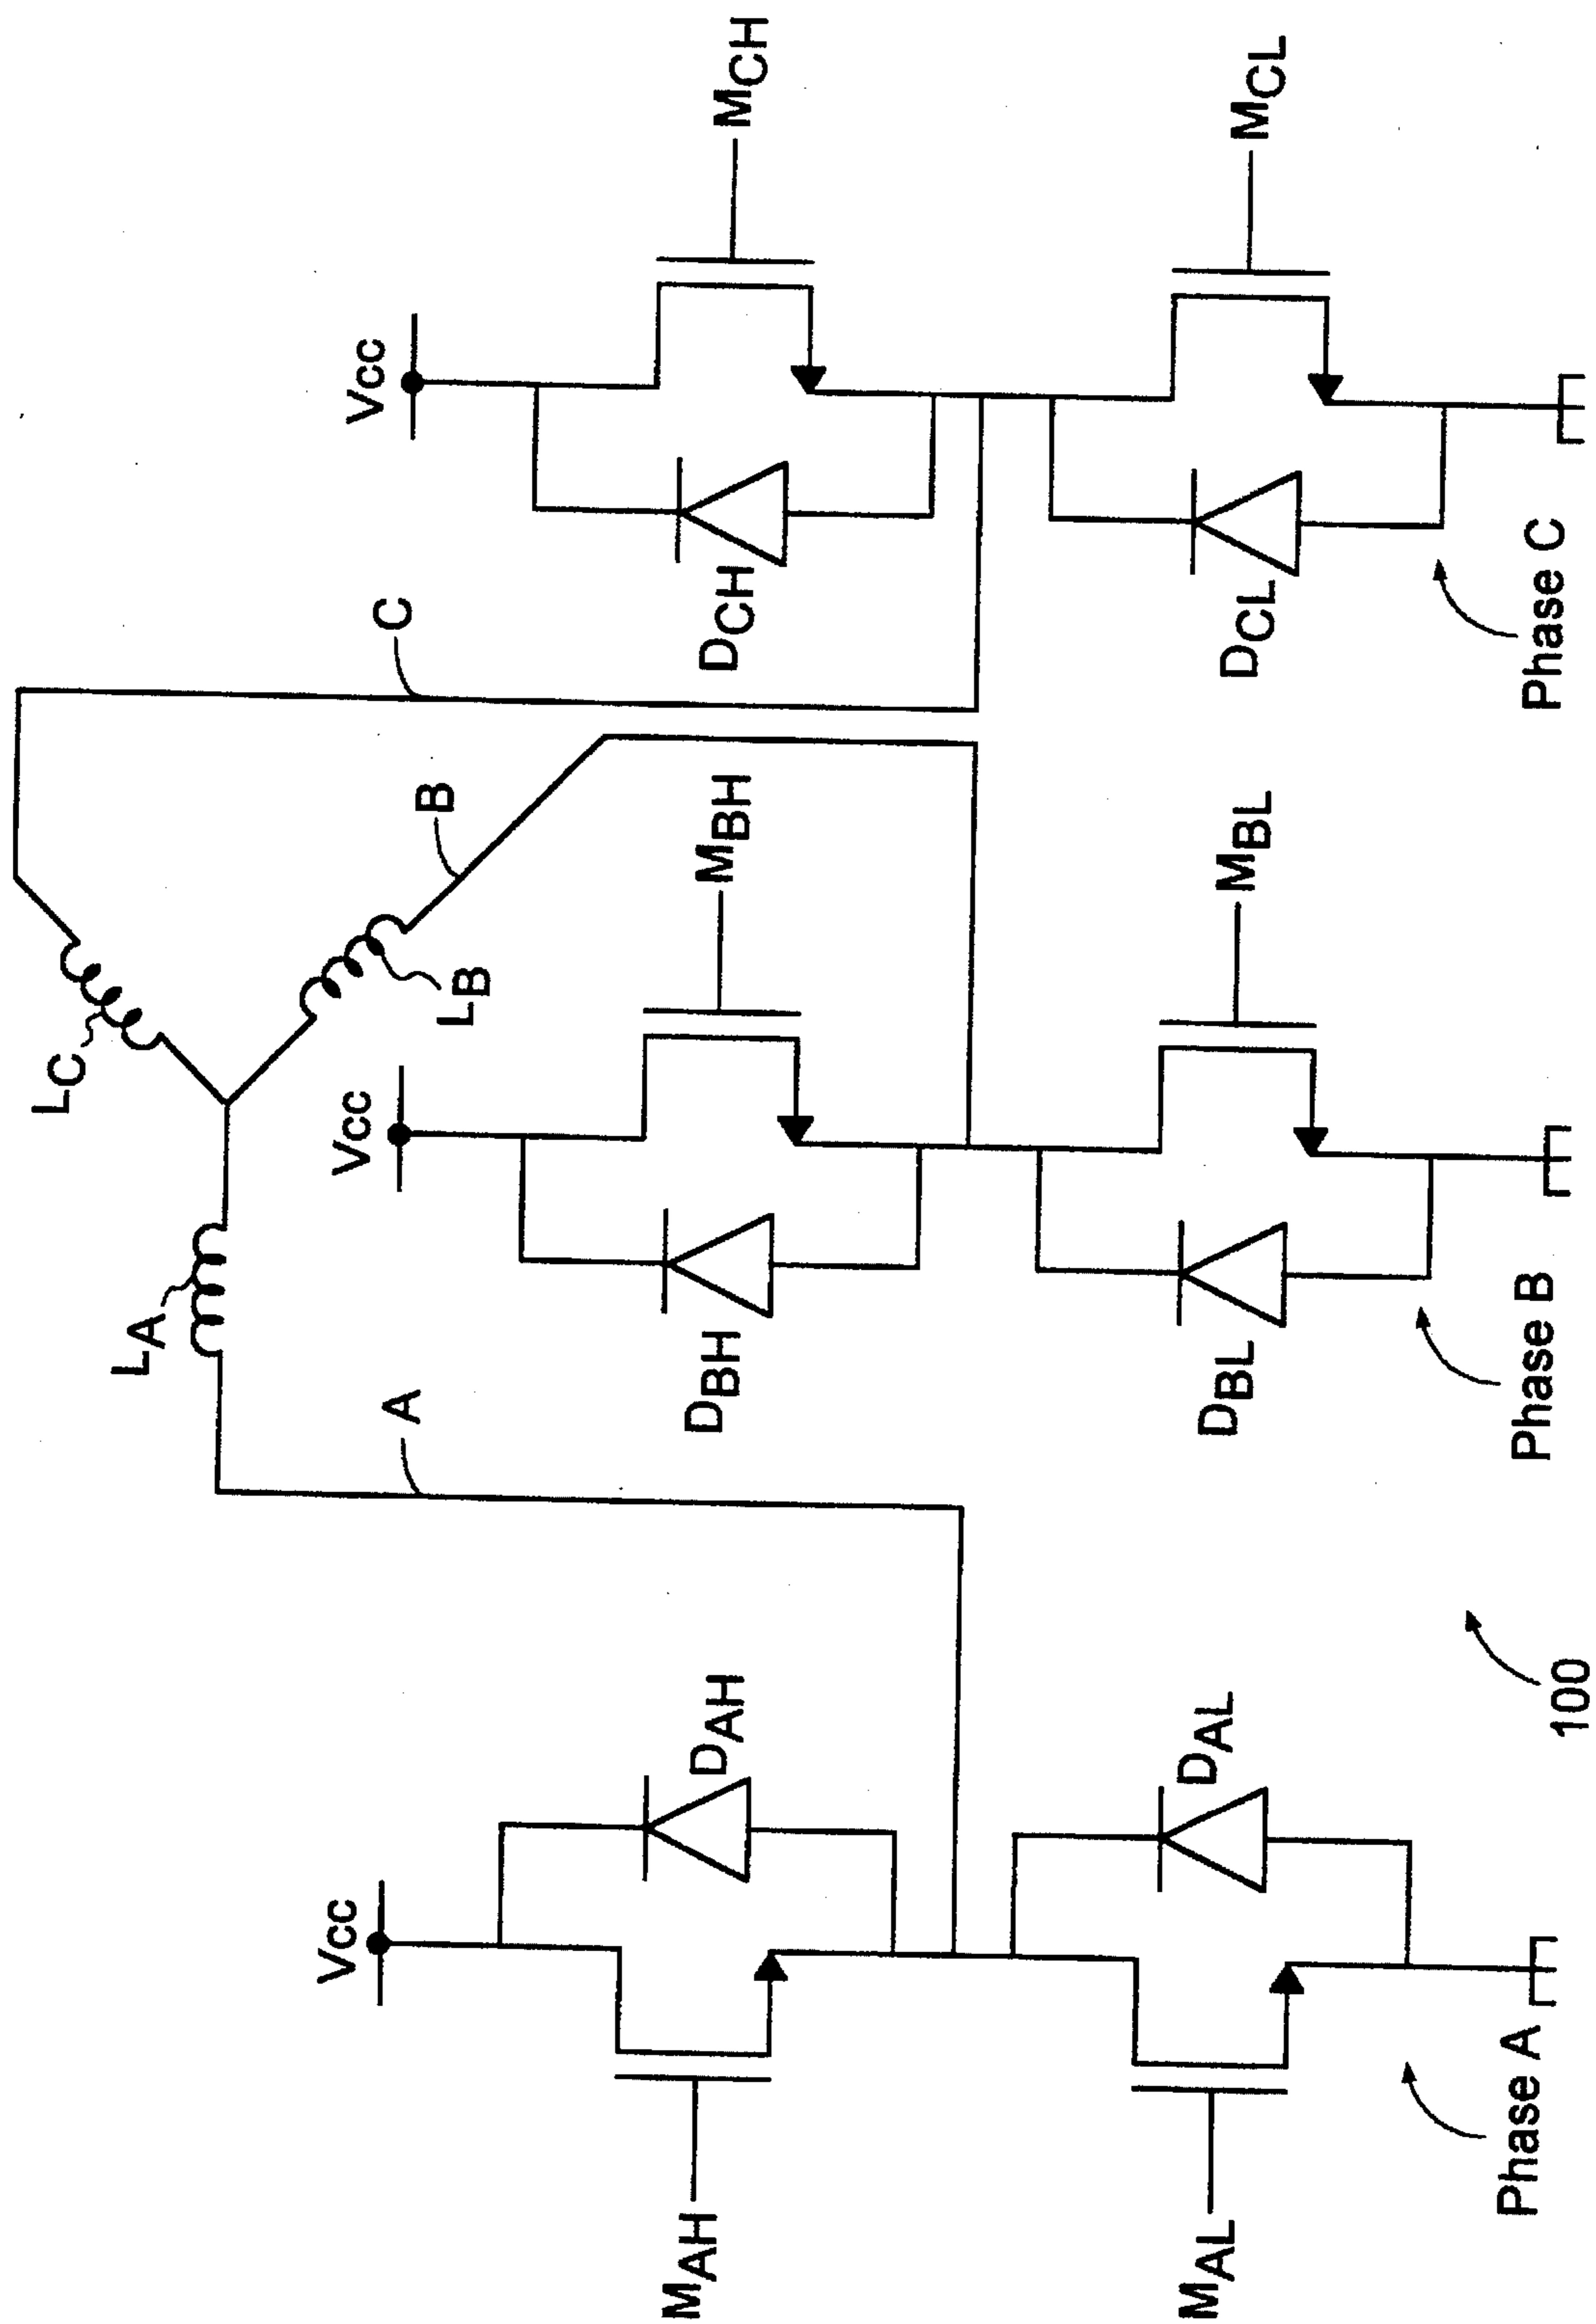 LC
LA
LB
A
B
C
Vcc
Vcc
Vcc
MAH
DAH
DBH
MBH
DCH
MCH
MAL
DAL
DBL
MBL
DCL
MCL
Phase A
100
Phase B
Phase C